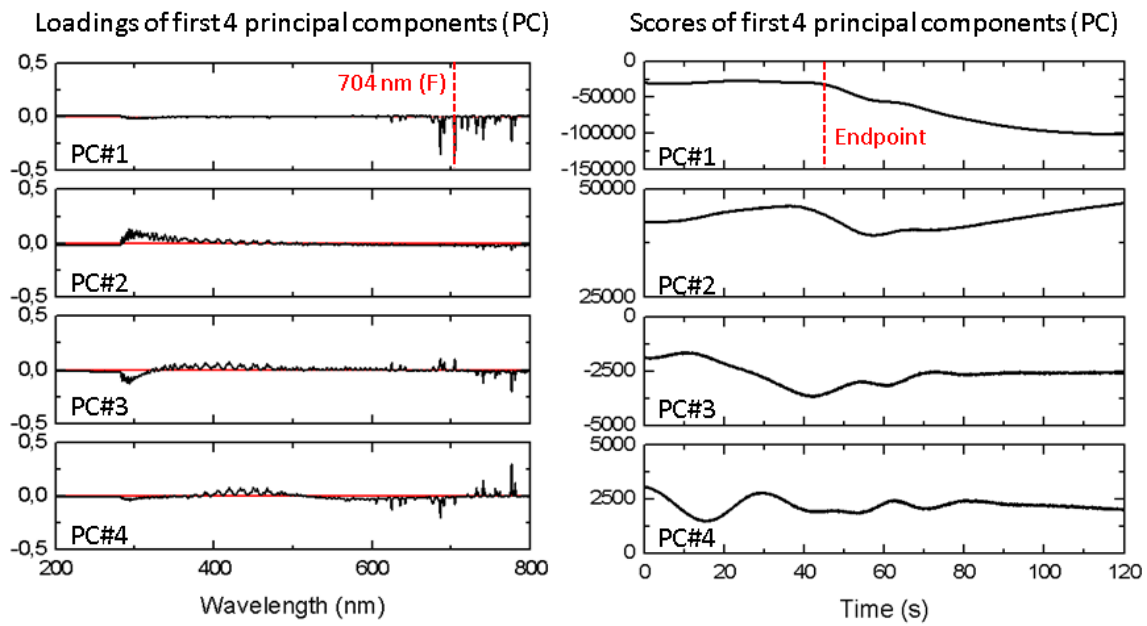 Loadings of first 4 principal components (PC)
0,5
0,0
-0,5
704 nm (F)
PC#1
0,5
0,0
-0,5
PC#2
0,5
0,0
-0,5
PC#3
0,5
0,0
-0,5
PC#4
200 400 600 800
Wavelength (nm)
Scores of first 4 principal components (PC)
0
-50000
-100000
-150000
Endpoint
PC#1
50000
25000
PC#2
0
-2500
-5000
PC#3
5000
2500
0
PC#4
0 20 40 60 80 100 120
Time (s)